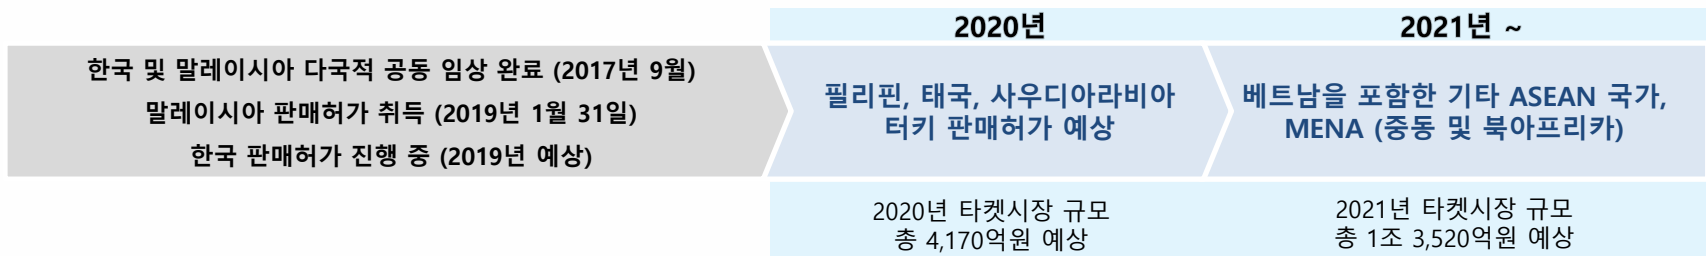 2020년
2021년 ~
한국 및 말레이시아 다국적 공동 임상 완료 (2017년 9월)
말레이시아 판매허가 취득 (2019년 1월 31일)
한국 판매허가 진행 중 (2019년 예상)
필리핀, 태국, 사우디아라비아
터키 판매허가 예상
베트남을 포함한 기타 ASEAN 국가,
MENA (중동 및 북아프리카)
2020년 타켓시장 규모
총 4,170억원 예상
2021년 타켓시장 규모
총 1조 3,520억원 예상